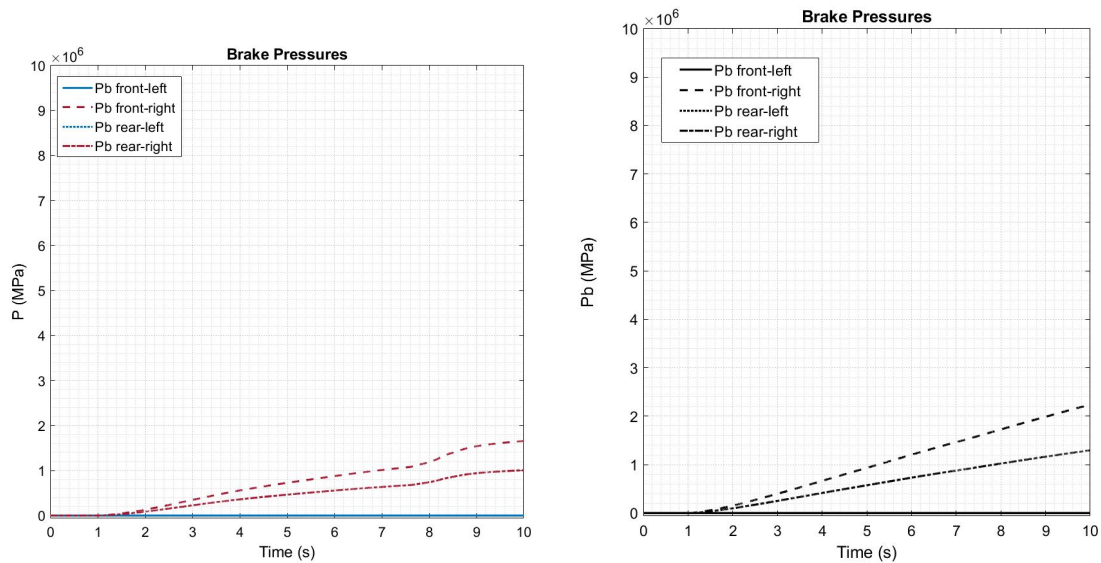 Brake Pressures
×10^6
10
9
8
7
6
5
4
3
2
1
0
P (MPa)
Pb front-left
Pb front-right
Pb rear-left
Pb rear-right
0 1 2 3 4 5 6 7 8 9 10
Time (s)
Brake Pressures
×10^6
10
9
8
7
6
5
4
3
2
1
0
Pb (MPa)
Pb front-left
Pb front-right
Pb rear-left
Pb rear-right
0 1 2 3 4 5 6 7 8 9 10
Time (s)